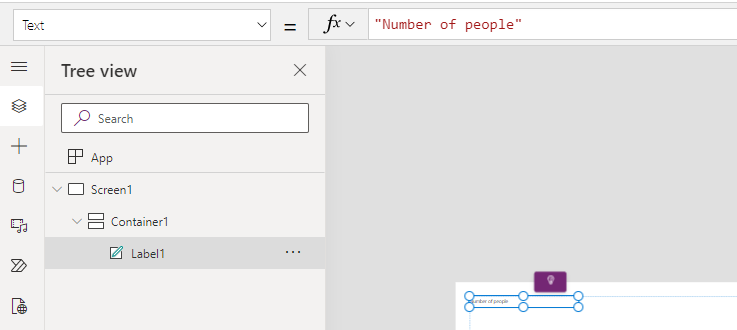 Text = fx "Number of people"
Tree view
Search
App
Screen1
Container1
Label1
Number of people